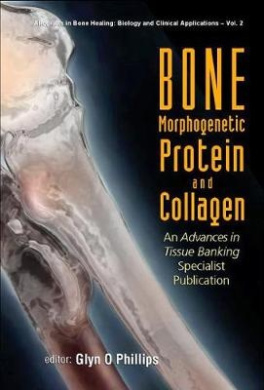 Allografts in Bone Healing: Biology and Clinical Applications – Vol. 2
BONE
Morphogenetic
Protein
and
Collagen
An Advances in
Tissue Banking
Specialist
Publication
editor: Glyn O Phillips